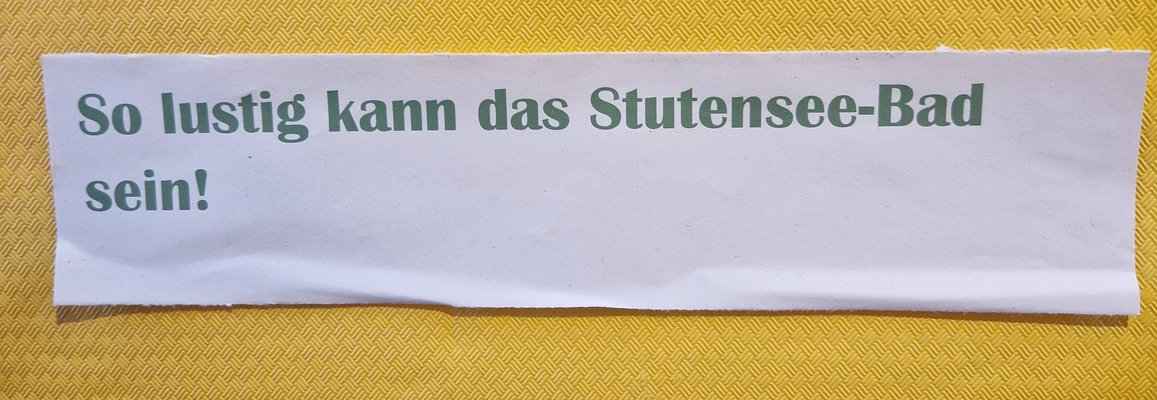 So lustig kann das Stutensee-Bad
sein!